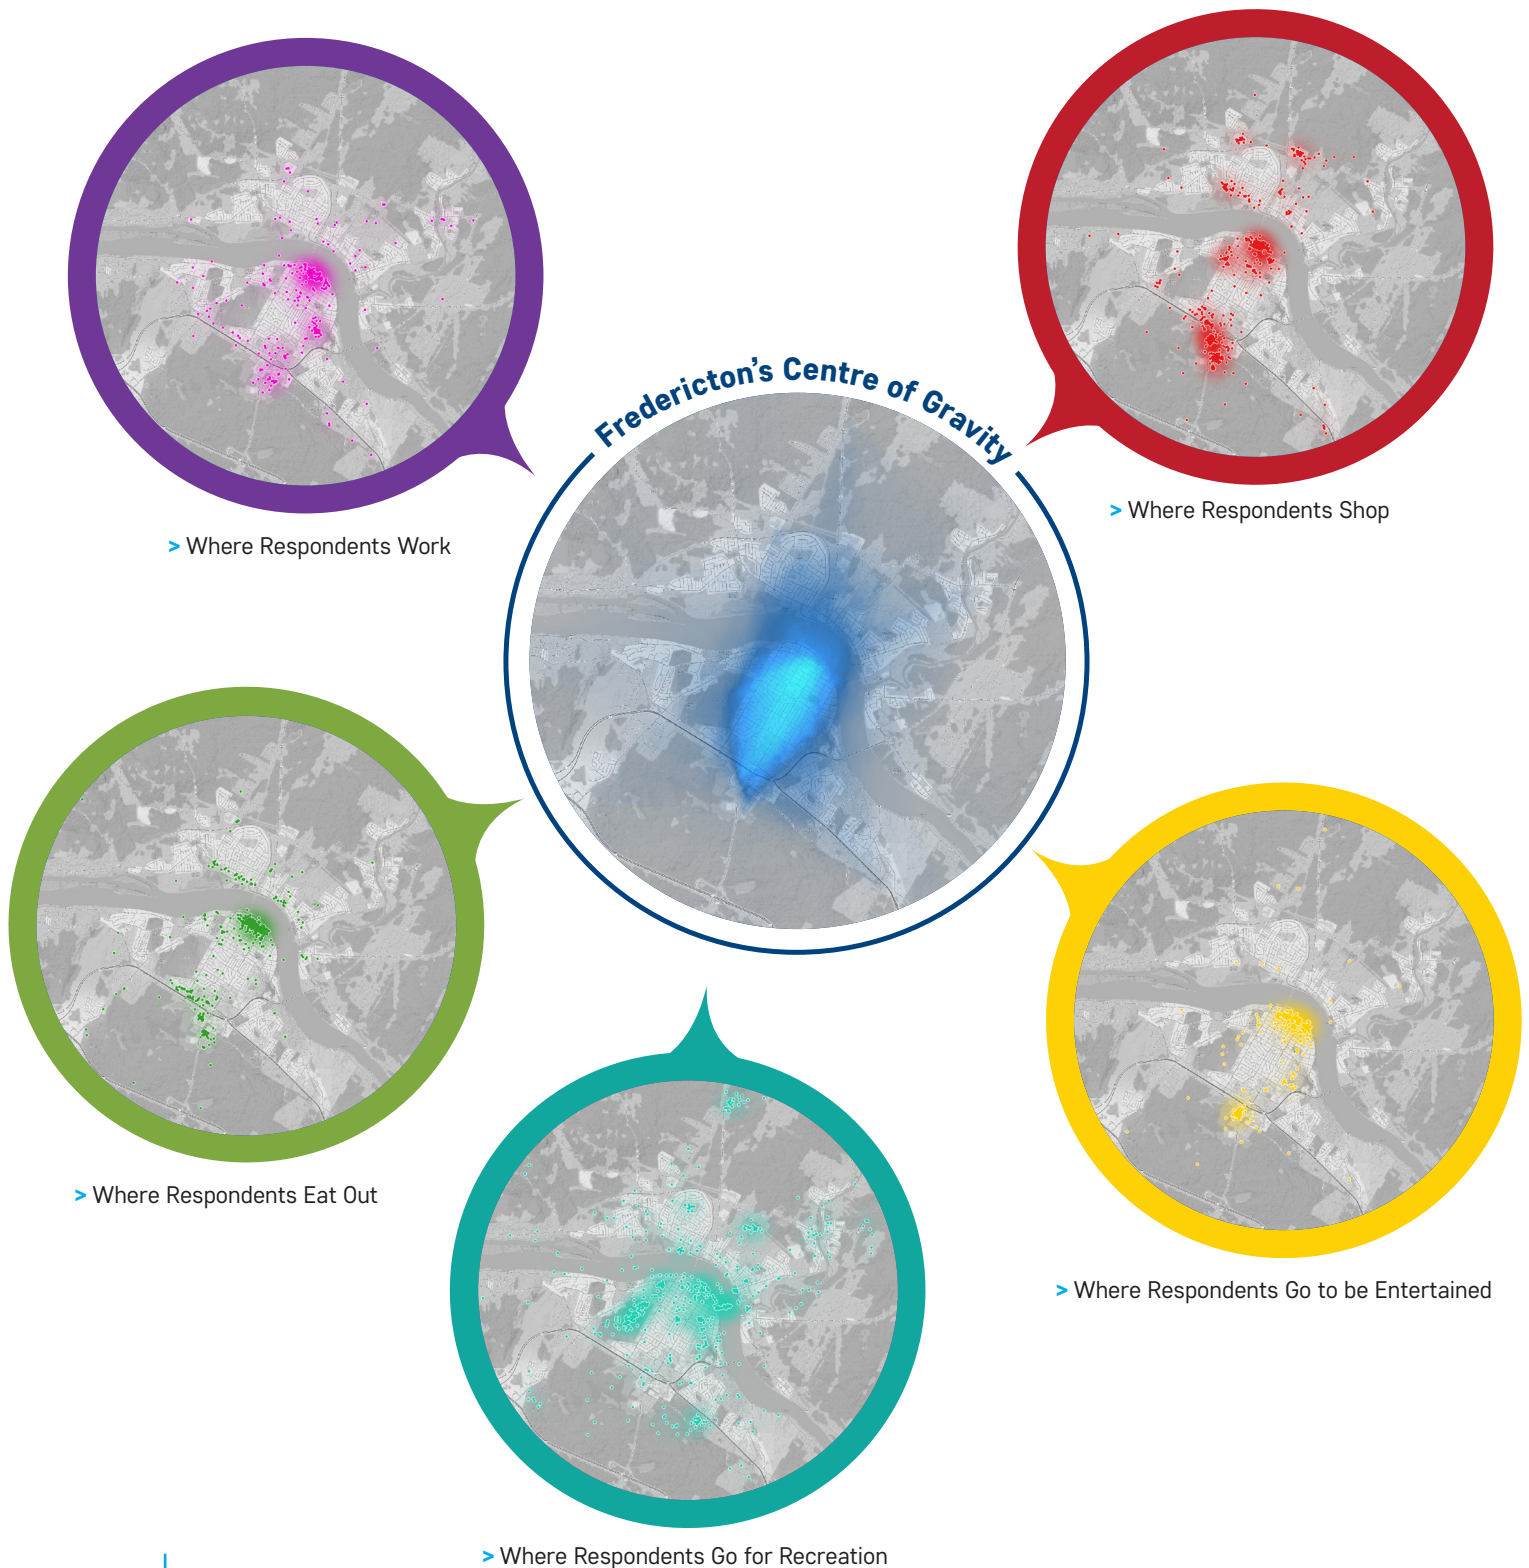 Fredericton's Centre of Gravity
> Where Respondents Work
> Where Respondents Shop
> Where Respondents Eat Out
> Where Respondents Go to be Entertained
> Where Respondents Go for Recreation